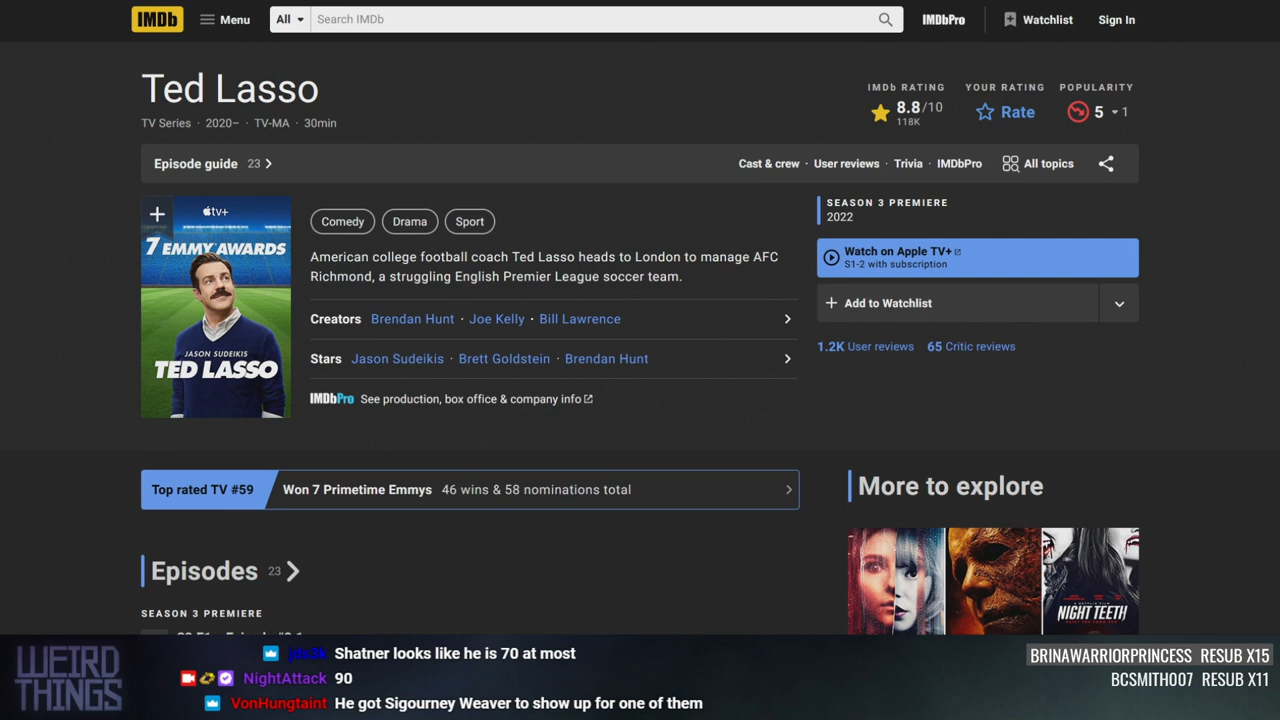 IMDb Menu All Search IMDb IMDbPro Watchlist Sign In
Ted Lasso
TV Series · 2020– · TV-MA · 30min
IMDb RATING YOUR RATING POPULARITY
8.8/10 Rate 5 1
118K
Episode guide 23
Cast & crew · User reviews · Trivia · IMDbPro All topics
tv+
7 EMMY AWARDS
JASON SUDEIKIS
TED LASSO
Comedy Drama Sport
American college football coach Ted Lasso heads to London to manage AFC
Richmond, a struggling English Premier League soccer team.
Creators Brendan Hunt · Joe Kelly · Bill Lawrence
Stars Jason Sudeikis · Brett Goldstein · Brendan Hunt
IMDbPro See production, box office & company info
SEASON 3 PREMIERE
2022
Watch on Apple TV+
S1-2 with subscription
+ Add to Watchlist
1.2K User reviews 65 Critic reviews
Top rated TV #59 Won 7 Primetime Emmys 46 wins & 58 nominations total
More to explore
NIGHT TEETH
Episodes 23
SEASON 3 PREMIERE
WEIRD
THINGS
Shatner looks like he is 70 at most
NightAttack 90
VonHungtaint He got Sigourney Weaver to show up for one of them
BRINAWARRIORPRINCESS RESUB X15
BCSMITH007 RESUB X11